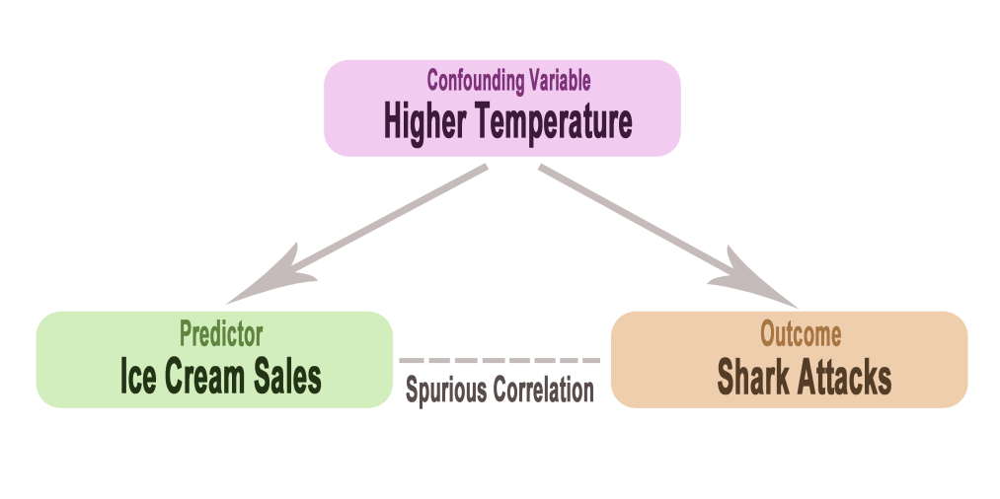 Confounding Variable
Higher Temperature
Predictor
Ice Cream Sales
Spurious Correlation
Outcome
Shark Attacks